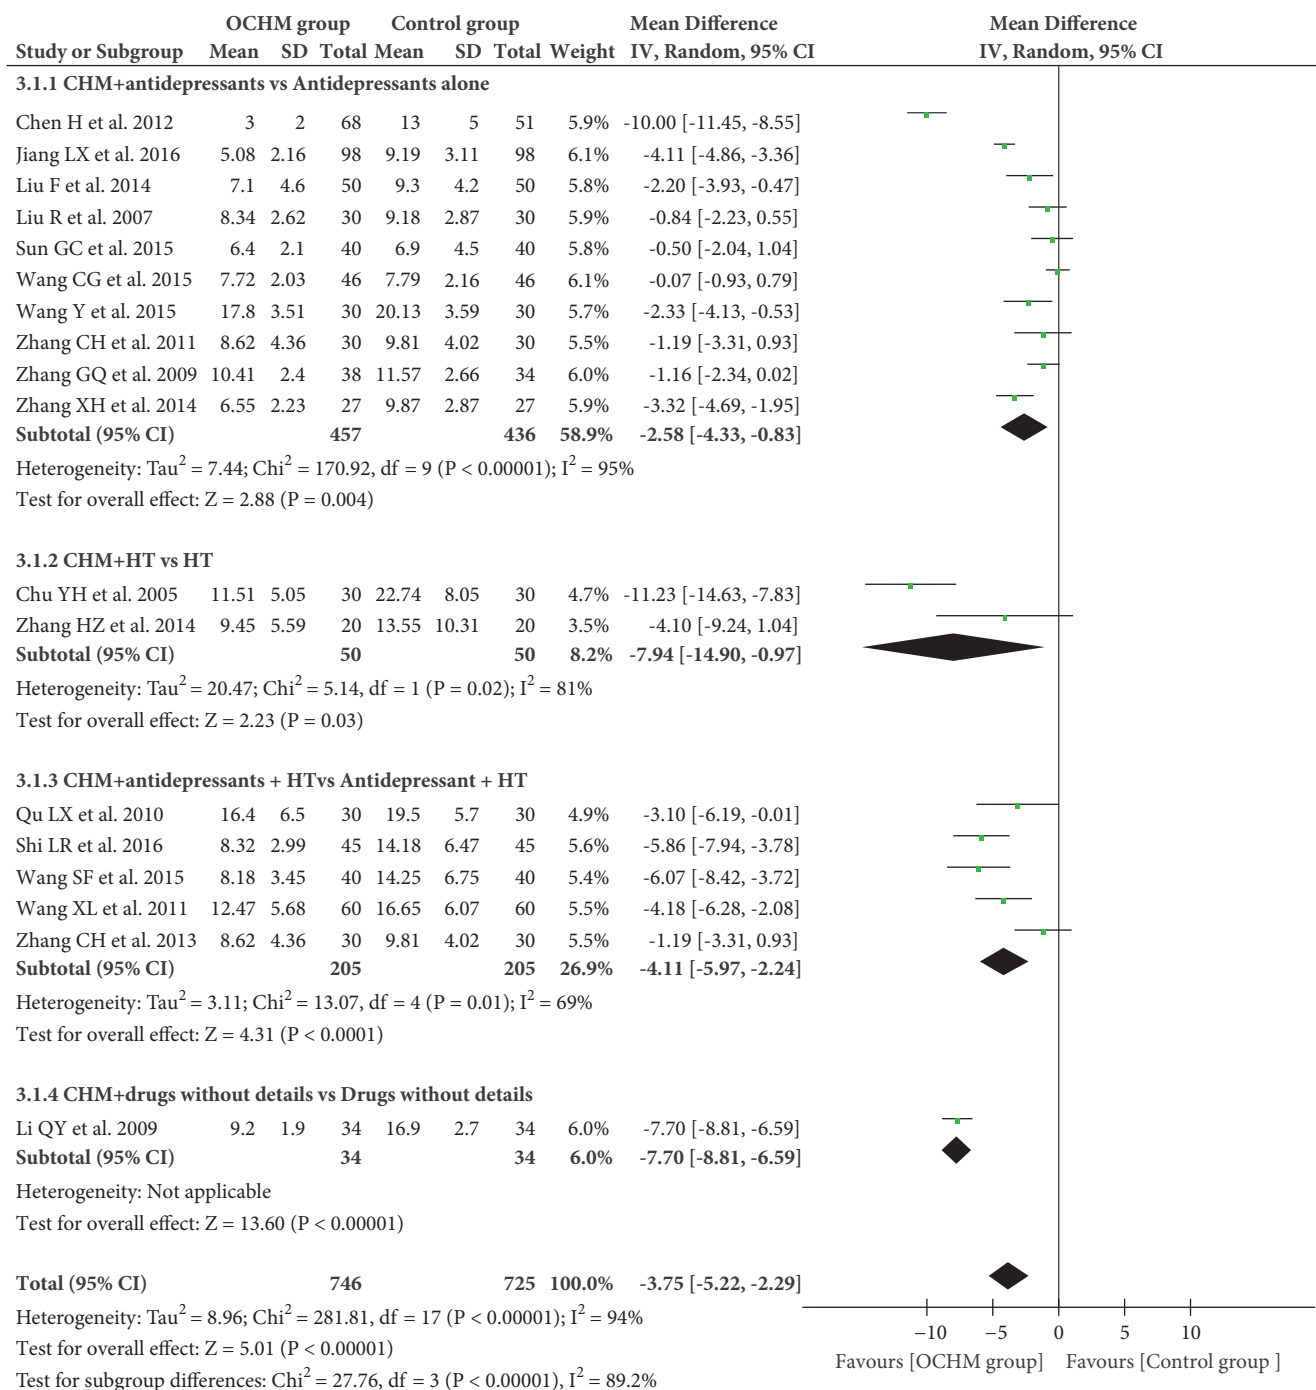 OCHM group Control group Mean Difference Mean Difference
Study or Subgroup Mean SD Total Mean SD Total Weight IV, Random, 95% CI IV, Random, 95% CI
3.1.1 CHM+antidepressants vs Antidepressants alone
Chen H et al. 2012 3 2 68 13 5 51 5.9% -10.00 [-11.45, -8.55]
Jiang LX et al. 2016 5.08 2.16 98 9.19 3.11 98 6.1% -4.11 [-4.86, -3.36]
Liu F et al. 2014 7.1 4.6 50 9.3 4.2 50 5.8% -2.20 [-3.93, -0.47]
Liu R et al. 2007 8.34 2.62 30 9.18 2.87 30 5.9% -0.84 [-2.23, 0.55]
Sun GC et al. 2015 6.4 2.1 40 6.9 4.5 40 5.8% -0.50 [-2.04, 1.04]
Wang CG et al. 2015 7.72 2.03 46 7.79 2.16 46 6.1% -0.07 [-0.93, 0.79]
Wang Y et al. 2015 17.8 3.51 30 20.13 3.59 30 5.7% -2.33 [-4.13, -0.53]
Zhang CH et al. 2011 8.62 4.36 30 9.81 4.02 30 5.5% -1.19 [-3.31, 0.93]
Zhang GQ et al. 2009 10.41 2.4 38 11.57 2.66 34 6.0% -1.16 [-2.34, 0.02]
Zhang XH et al. 2014 6.55 2.23 27 9.87 2.87 27 5.9% -3.32 [-4.69, -1.95]
Subtotal (95% CI) 457 436 58.9% -2.58 [-4.33, -0.83]
Heterogeneity: Tau² = 7.44; Chi² = 170.92, df = 9 (P < 0.00001); I² = 95%
Test for overall effect: Z = 2.88 (P = 0.004)
3.1.2 CHM+HT vs HT
Chu YH et al. 2005 11.51 5.05 30 22.74 8.05 30 4.7% -11.23 [-14.63, -7.83]
Zhang HZ et al. 2014 9.45 5.59 20 13.55 10.31 20 3.5% -4.10 [-9.24, 1.04]
Subtotal (95% CI) 50 50 8.2% -7.94 [-14.90, -0.97]
Heterogeneity: Tau² = 20.47; Chi² = 5.14, df = 1 (P = 0.02); I² = 81%
Test for overall effect: Z = 2.23 (P = 0.03)
3.1.3 CHM+antidepressants + HTvs Antidepressant + HT
Qu LX et al. 2010 16.4 6.5 30 19.5 5.7 30 4.9% -3.10 [-6.19, -0.01]
Shi LR et al. 2016 8.32 2.99 45 14.18 6.47 45 5.6% -5.86 [-7.94, -3.78]
Wang SF et al. 2015 8.18 3.45 40 14.25 6.75 40 5.4% -6.07 [-8.42, -3.72]
Wang XL et al. 2011 12.47 5.68 60 16.65 6.07 60 5.5% -4.18 [-6.28, -2.08]
Zhang CH et al. 2013 8.62 4.36 30 9.81 4.02 30 5.5% -1.19 [-3.31, 0.93]
Subtotal (95% CI) 205 205 26.9% -4.11 [-5.97, -2.24]
Heterogeneity: Tau² = 3.11; Chi² = 13.07, df = 4 (P = 0.01); I² = 69%
Test for overall effect: Z = 4.31 (P < 0.0001)
3.1.4 CHM+drugs without details vs Drugs without details
Li QY et al. 2009 9.2 1.9 34 16.9 2.7 34 6.0% -7.70 [-8.81, -6.59]
Subtotal (95% CI) 34 34 6.0% -7.70 [-8.81, -6.59]
Heterogeneity: Not applicable
Test for overall effect: Z = 13.60 (P < 0.00001)
Total (95% CI) 746 725 100.0% -3.75 [-5.22, -2.29]
Heterogeneity: Tau² = 8.96; Chi² = 281.81, df = 17 (P < 0.00001); I² = 94%
Test for overall effect: Z = 5.01 (P < 0.00001)
Test for subgroup differences: Chi² = 27.76, df = 3 (P < 0.00001), I² = 89.2%
−10 −5 0 5 10
Favours [OCHM group] Favours [Control group ]